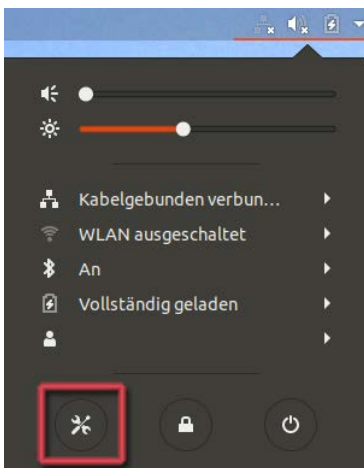 Kabelgebunden verbun...
WLAN ausgeschaltet
An
Vollständig geladen